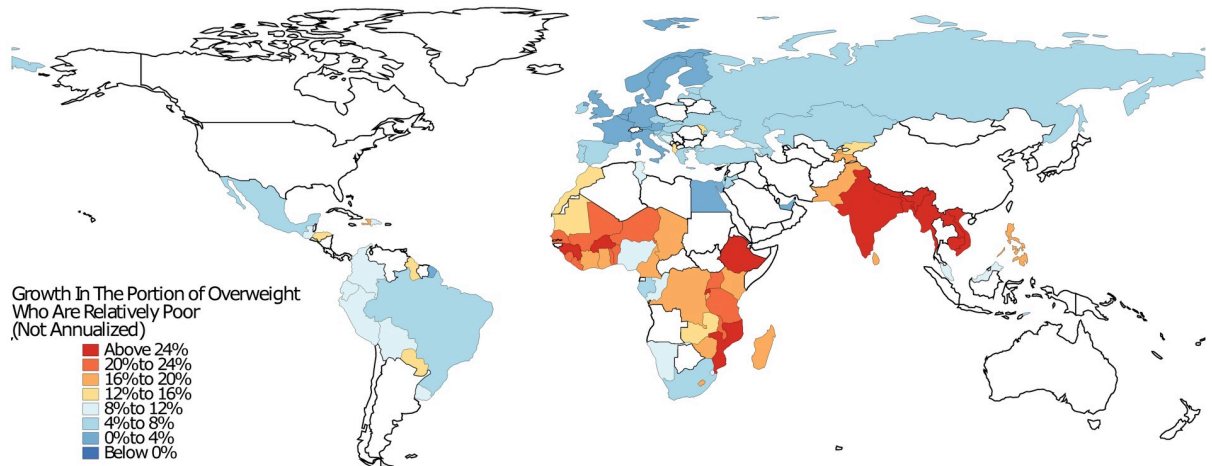 Growth In The Portion of Overweight
Who Are Relatively Poor
(Not Annualized)
Above 24%
20%to 24%
16%to 20%
12%to 16%
8%to 12%
4%to 8%
0%to 4%
Below 0%